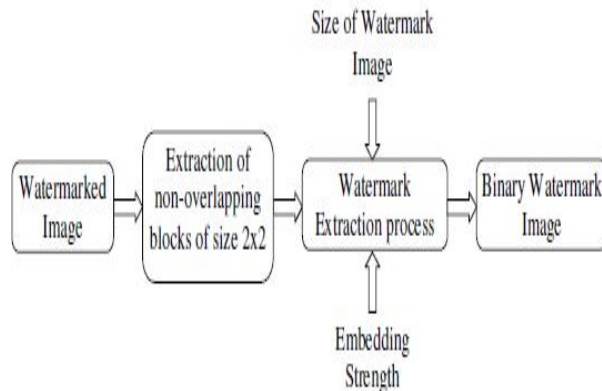 Size of Watermark
Image
Watermarked
Image
Extraction of
non-overlapping
blocks of size 2x2
Watermark
Extraction process
Binary Watermark
Image
Embedding
Strength